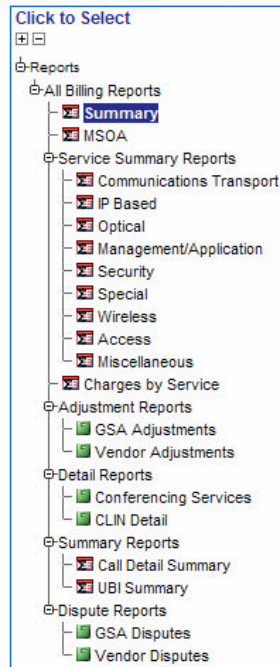 Click to Select
Reports
All Billing Reports
Summary
MSOA
Service Summary Reports
Communications Transport
IP Based
Optical
Management/Application
Security
Special
Wireless
Access
Miscellaneous
Charges by Service
Adjustment Reports
GSA Adjustments
Vendor Adjustments
Detail Reports
Conferencing Services
CLIN Detail
Summary Reports
Call Detail Summary
UBI Summary
Dispute Reports
GSA Disputes
Vendor Disputes